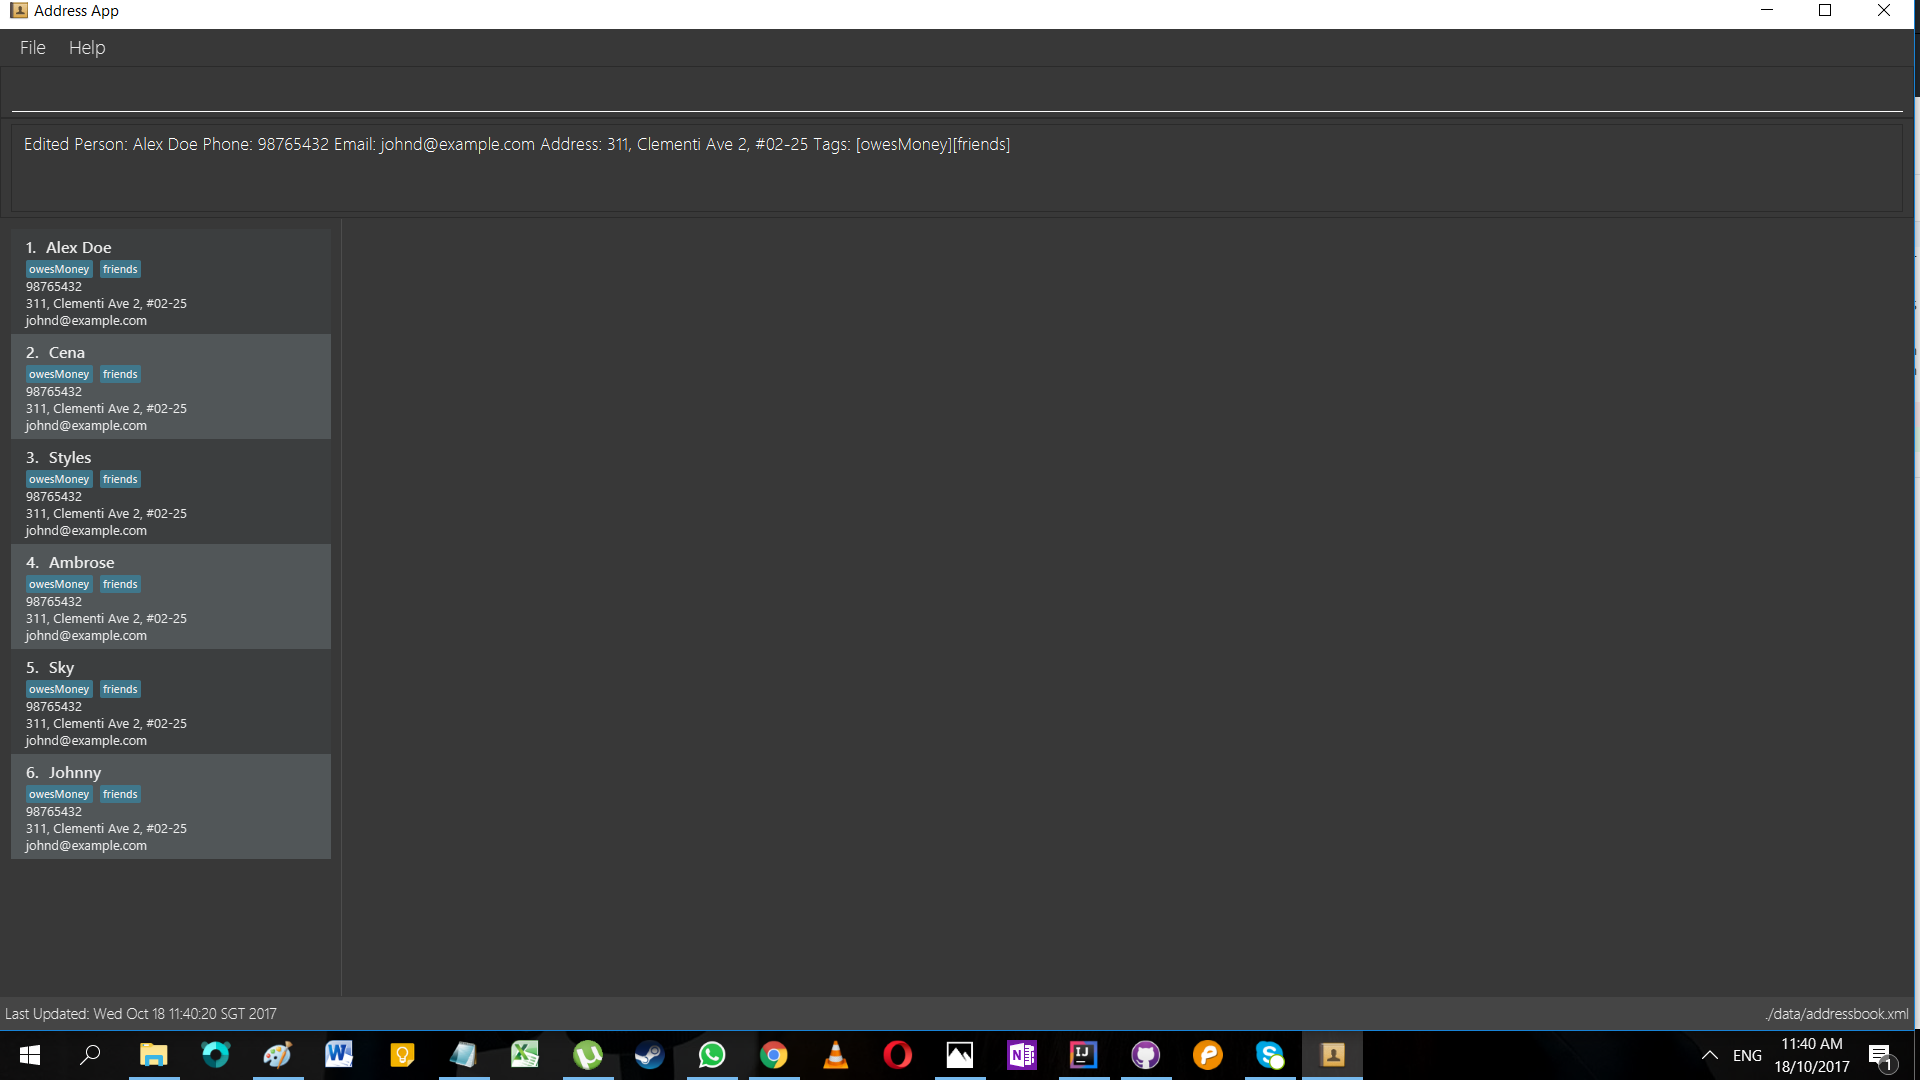 Address App
File Help
Edited Person: Alex Doe Phone: 98765432 Email: johnd@example.com Address: 311, Clementi Ave 2, #02-25 Tags: [owesMoney][friends]
1. Alex Doe
owesMoney friends
98765432
311, Clementi Ave 2, #02-25
johnd@example.com
2. Cena
owesMoney friends
98765432
311, Clementi Ave 2, #02-25
johnd@example.com
3. Styles
owesMoney friends
98765432
311, Clementi Ave 2, #02-25
johnd@example.com
4. Ambrose
owesMoney friends
98765432
311, Clementi Ave 2, #02-25
johnd@example.com
5. Sky
owesMoney friends
98765432
311, Clementi Ave 2, #02-25
johnd@example.com
6. Johnny
owesMoney friends
98765432
311, Clementi Ave 2, #02-25
johnd@example.com
Last Updated: Wed Oct 18 11:40:20 SGT 2017 ./data/addressbook.xml
ENG
11:40 AM
18/10/2017
1